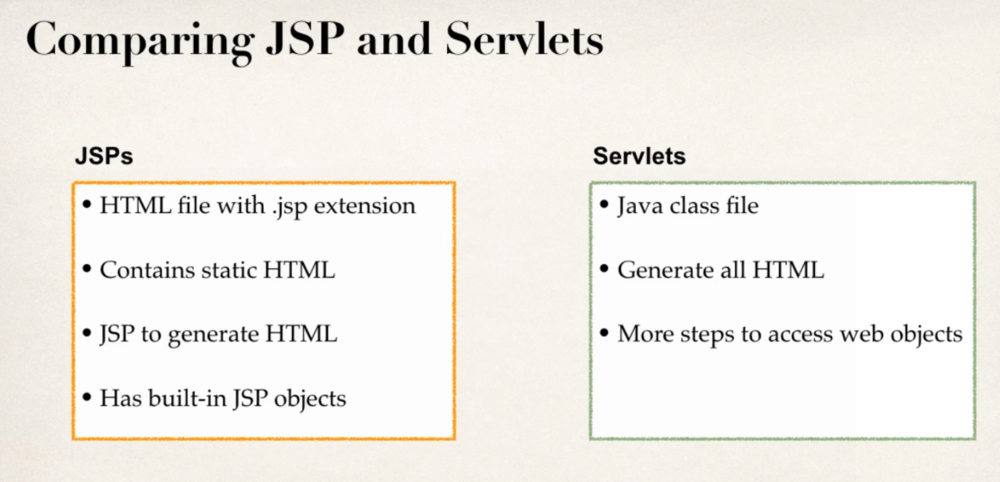 Comparing JSP and Servlets
JSPs
• HTML file with .jsp extension
• Contains static HTML
• JSP to generate HTML
• Has built-in JSP objects
Servlets
• Java class file
• Generate all HTML
• More steps to access web objects